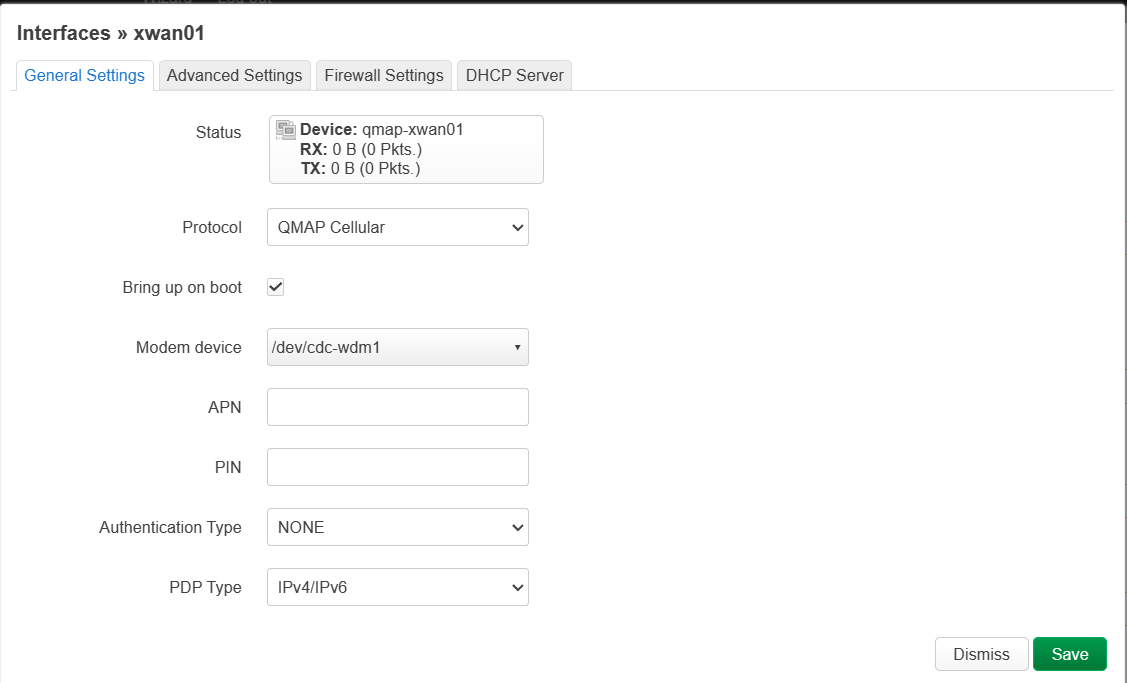 Interfaces » xwan01
General Settings
Advanced Settings
Firewall Settings
DHCP Server
Status
Device: qmap-xwan01
RX: 0 B (0 Pkts.)
TX: 0 B (0 Pkts.)
Protocol
QMAP Cellular
Bring up on boot
Modem device
/dev/cdc-wdm1
APN
PIN
Authentication Type
NONE
PDP Type
IPv4/IPv6
Dismiss
Save